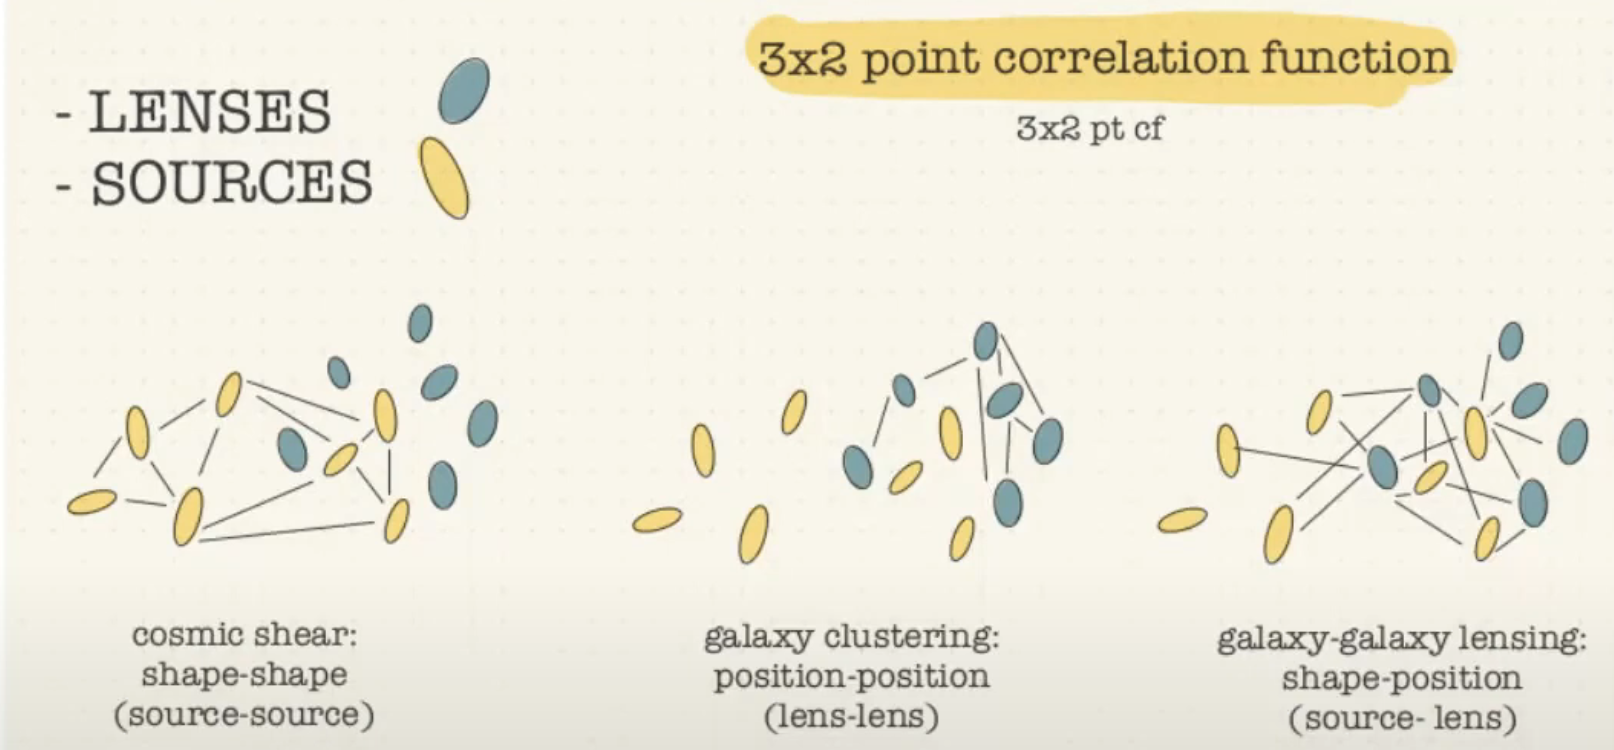 - LENSES
- SOURCES
3x2 point correlation function
3x2 pt cf
cosmic shear:
shape-shape
(source-source)
galaxy clustering:
position-position
(lens-lens)
galaxy-galaxy lensing:
shape-position
(source- lens)